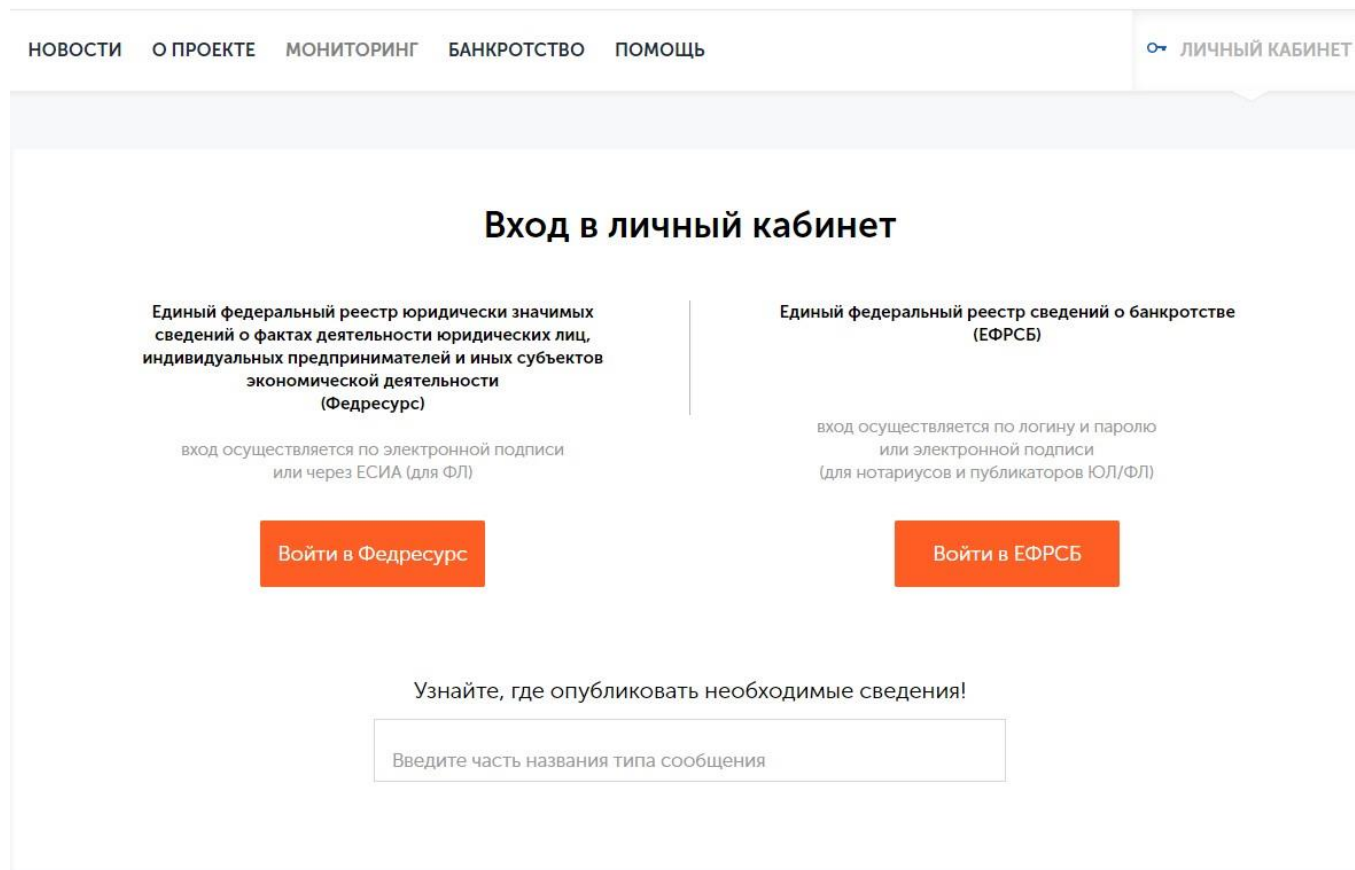 НОВОСТИ О ПРОЕКТЕ МОНИТОРИНГ БАНКРОТСТВО ПОМОЩЬ ЛИЧНЫЙ КАБИНЕТ
Вход в личный кабинет
Единый федеральный реестр юридически значимых
сведений о фактах деятельности юридических лиц,
индивидуальных предпринимателей и иных субъектов
экономической деятельности
(Федресурс)
вход осуществляется по электронной подписи
или через ЕСИА (для ФЛ)
Войти в Федресурс
Единый федеральный реестр сведений о банкротстве
(ЕФРСБ)
вход осуществляется по логину и паролю
или электронной подписи
(для нотариусов и публикаторов ЮЛ/ФЛ)
Войти в ЕФРСБ
Узнайте, где опубликовать необходимые сведения!
Введите часть названия типа сообщения